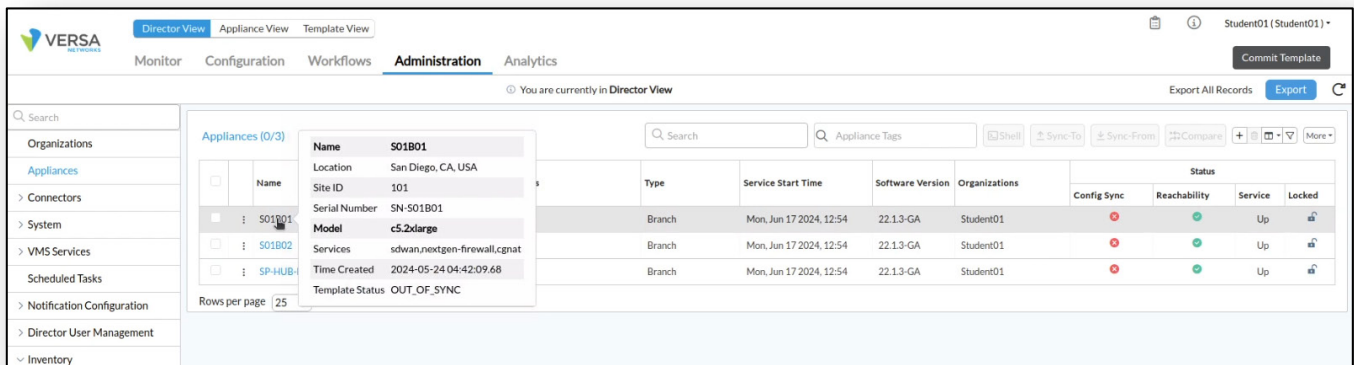 VERSA
NETWORKS
Director View Appliance View Template View
Student01 (Student01)
Monitor Configuration Workflows Administration Analytics
Commit Template
You are currently in Director View
Export All Records Export
Search
Organizations
Appliances
Connectors
System
VMS Services
Scheduled Tasks
Notification Configuration
Director User Management
Inventory
Appliances (0/3)
Search
Appliance Tags
Shell Sync-To Sync-From Compare More
Name Type Service Start Time Software Version Organizations Status
Config Sync Reachability Service Locked
S01B01 Branch Mon, Jun 17 2024, 12:54 22.1.3-GA Student01 Up
S01B02 Branch Mon, Jun 17 2024, 12:54 22.1.3-GA Student01 Up
SP-HUB- Branch Mon, Jun 17 2024, 12:54 22.1.3-GA Student01 Up
Rows per page 25
Name S01B01
Location San Diego, CA, USA
Site ID 101
Serial Number SN-S01B01
Model c5.2xlarge
Services sdwan,nextgen-firewall,cgnat
Time Created 2024-05-24 04:42:09.68
Template Status OUT_OF_SYNC